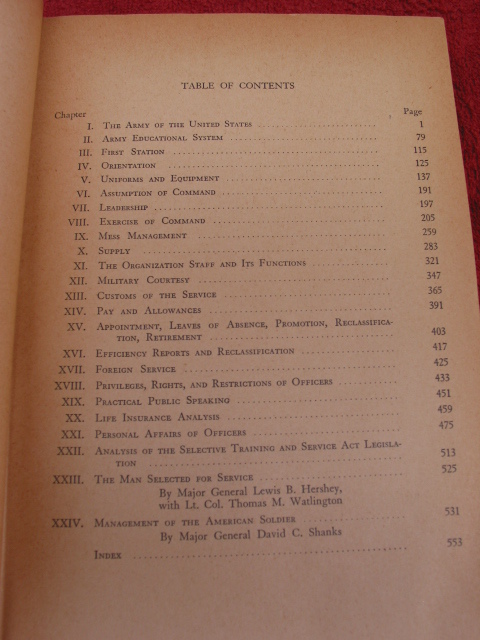 TABLE OF CONTENTS
Chapter Page
I. The Army of the United States 1
II. Army Educational System 79
III. First Station 115
IV. Orientation 125
V. Uniforms and Equipment 137
VI. Assumption of Command 191
VII. Leadership 197
VIII. Exercise of Command 205
IX. Mess Management 259
X. Supply 283
XI. The Organization Staff and Its Functions 321
XII. Military Courtesy 347
XIII. Customs of the Service 365
XIV. Pay and Allowances 391
XV. Appointment, Leaves of Absence, Promotion, Reclassifica-
tion, Retirement 403
XVI. Efficiency Reports and Reclassification 417
XVII. Foreign Service 425
XVIII. Privileges, Rights, and Restrictions of Officers 433
XIX. Practical Public Speaking 451
XX. Life Insurance Analysis 459
XXI. Personal Affairs of Officers 475
XXII. Analysis of the Selective Training and Service Act Legisla-
tion 513
XXIII. The Man Selected for Service 525
By Major General Lewis B. Hershey,
with Lt. Col. Thomas M. Watlington
XXIV. Management of the American Soldier 531
By Major General David C. Shanks
Index 553